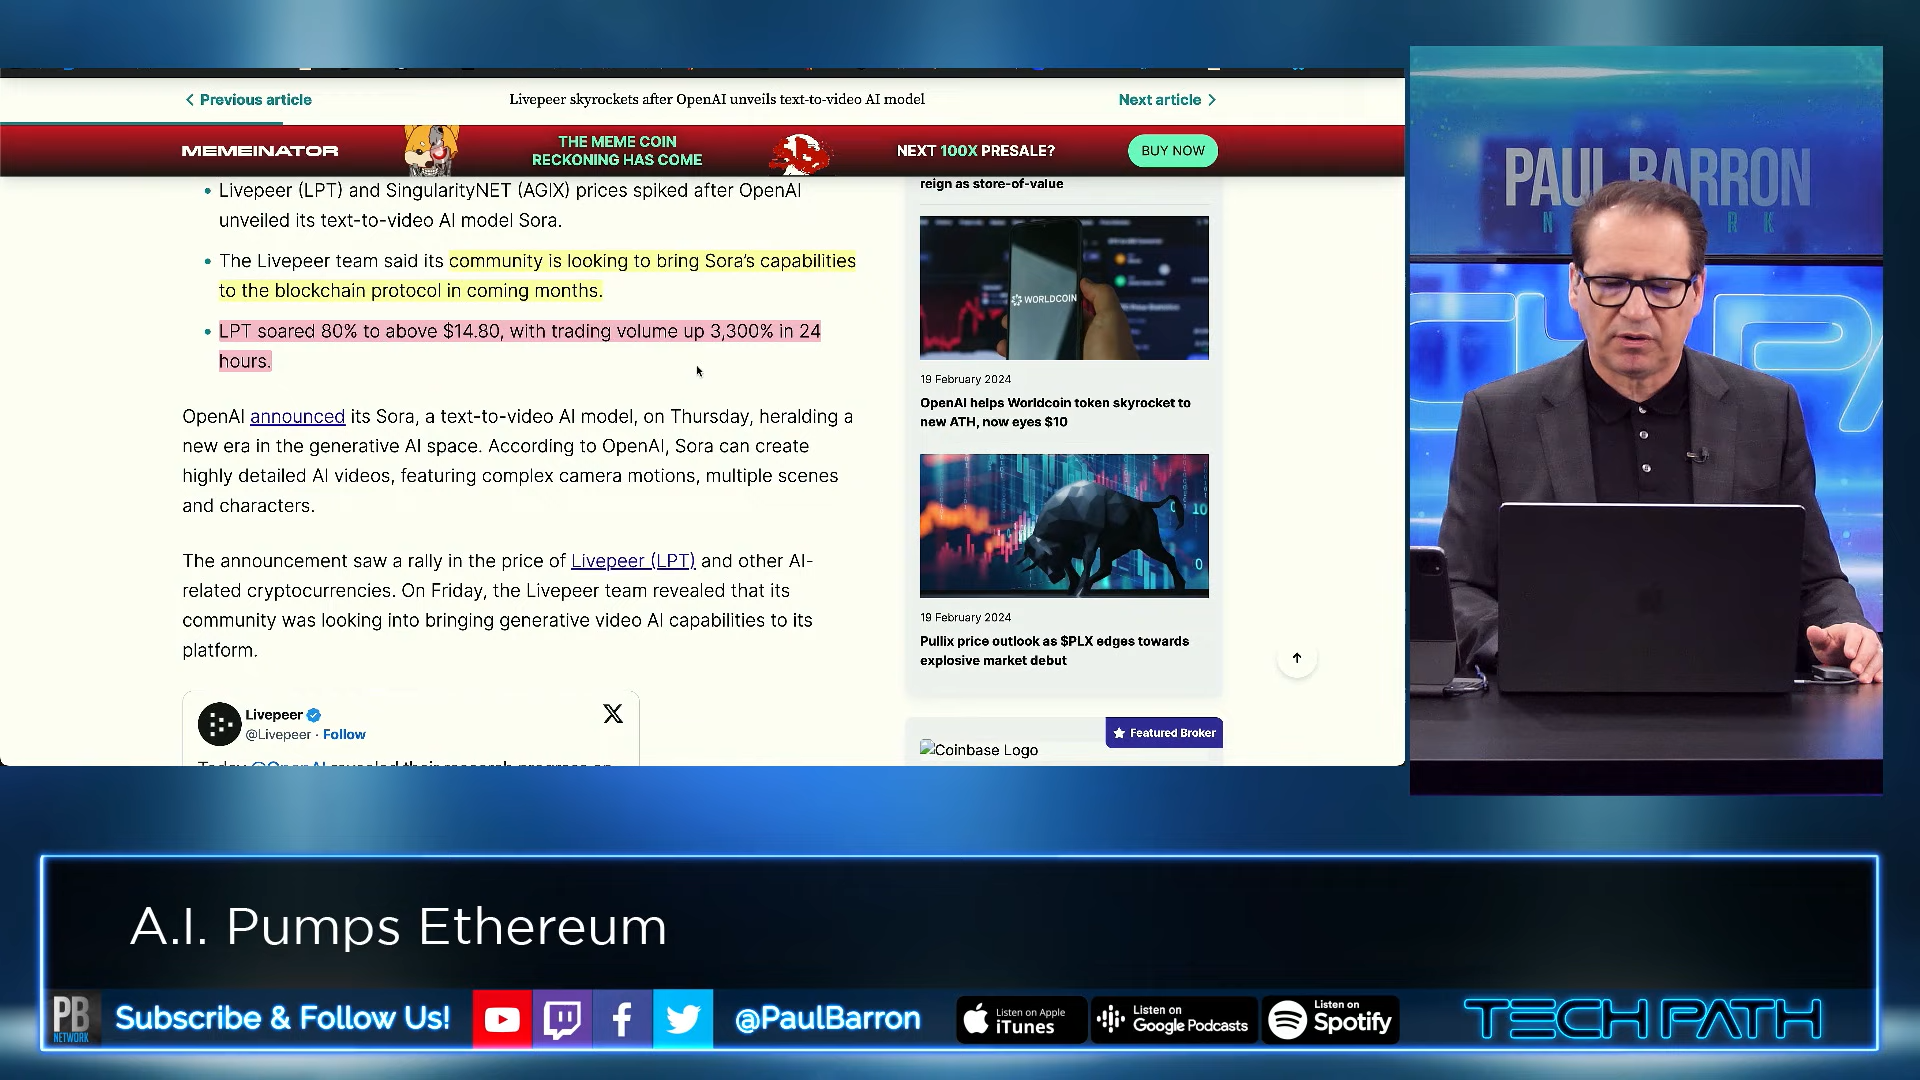 Previous article
Livepeer skyrockets after OpenAI unveils text-to-video AI model
Next article
MEMEINATOR
THE MEME COIN
RECKONING HAS COME
NEXT 100X PRESALE?
BUY NOW
Livepeer (LPT) and SingularityNET (AGIX) prices spiked after OpenAI
unveiled its text-to-video AI model Sora.
The Livepeer team said its community is looking to bring Sora's capabilities
to the blockchain protocol in coming months.
LPT soared 80% to above $14.80, with trading volume up 3,300% in 24
hours.
OpenAI announced its Sora, a text-to-video AI model, on Thursday, heralding a
new era in the generative AI space. According to OpenAI, Sora can create
highly detailed AI videos, featuring complex camera motions, multiple scenes
and characters.
The announcement saw a rally in the price of Livepeer (LPT) and other AI-
related cryptocurrencies. On Friday, the Livepeer team revealed that its
community was looking into bringing generative video AI capabilities to its
platform.
Livepeer
@Livepeer · Follow
Today @OpenAI revealed their research progress on
reign as store-of-value
WORLDCOIN
19 February 2024
OpenAI helps Worldcoin token skyrocket to
new ATH, now eyes $10
19 February 2024
Pullix price outlook as $PLX edges towards
explosive market debut
Featured Broker
Coinbase Logo
PAUL BARRON
A.I. Pumps Ethereum
PB
NETWORK
Subscribe & Follow Us!
@PaulBarron
Listen on Apple
iTunes
Listen on
Google Podcasts
Listen on
Spotify
TECH PATH